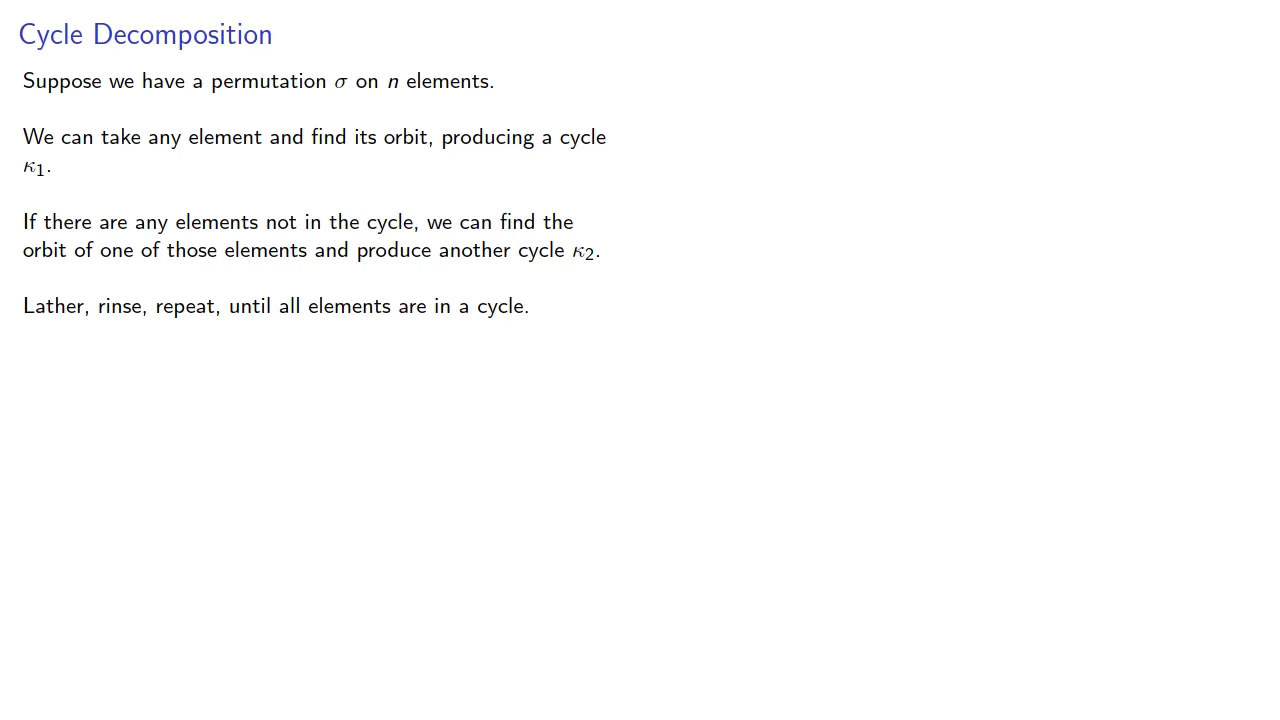 Cycle Decomposition
Suppose we have a permutation σ on n elements.
We can take any element and find its orbit, producing a cycle
κ₁.
If there are any elements not in the cycle, we can find the
orbit of one of those elements and produce another cycle κ₂.
Lather, rinse, repeat, until all elements are in a cycle.